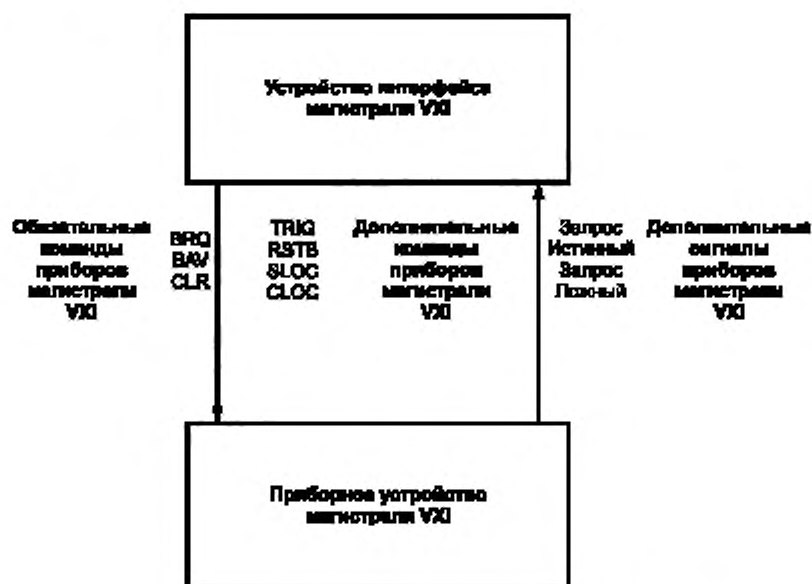 Устройство интерфейса
магистрали VXI
Обязательные
команды
приборов
магистрали
VXI
BRQ
BAV
CLR
TRIG
RSTB
SLOC
CLOC
Дополнительные
команды
приборов
магистрали
VXI
Запрос
Истинный
Запрос
Ложный
Дополнительные
сигналы
приборов
магистрали
VXI
Приборное устройство
магистрали VXI